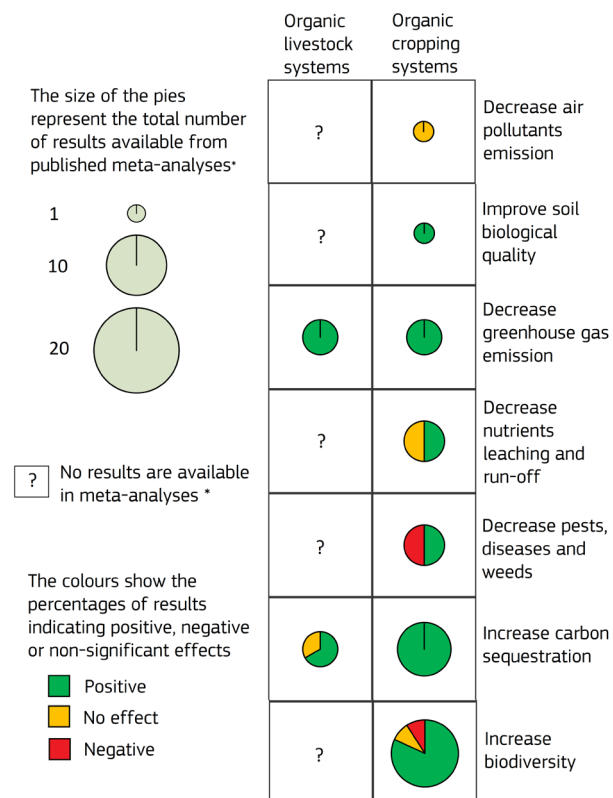 Organic
livestock
systems
Organic
cropping
systems
The size of the pies
represent the total number
of results available from
published meta-analyses*
1
10
20
?
No results are available
in meta-analyses *
The colours show the
percentages of results
indicating positive, negative
or non-significant effects
Positive
No effect
Negative
?
Decrease air
pollutants
emission
?
Improve soil
biological
quality
Decrease
greenhouse gas
emission
?
Decrease
nutrients
leaching and
run-off
?
Decrease pests,
diseases and
weeds
Increase carbon
sequestration
?
Increase
biodiversity